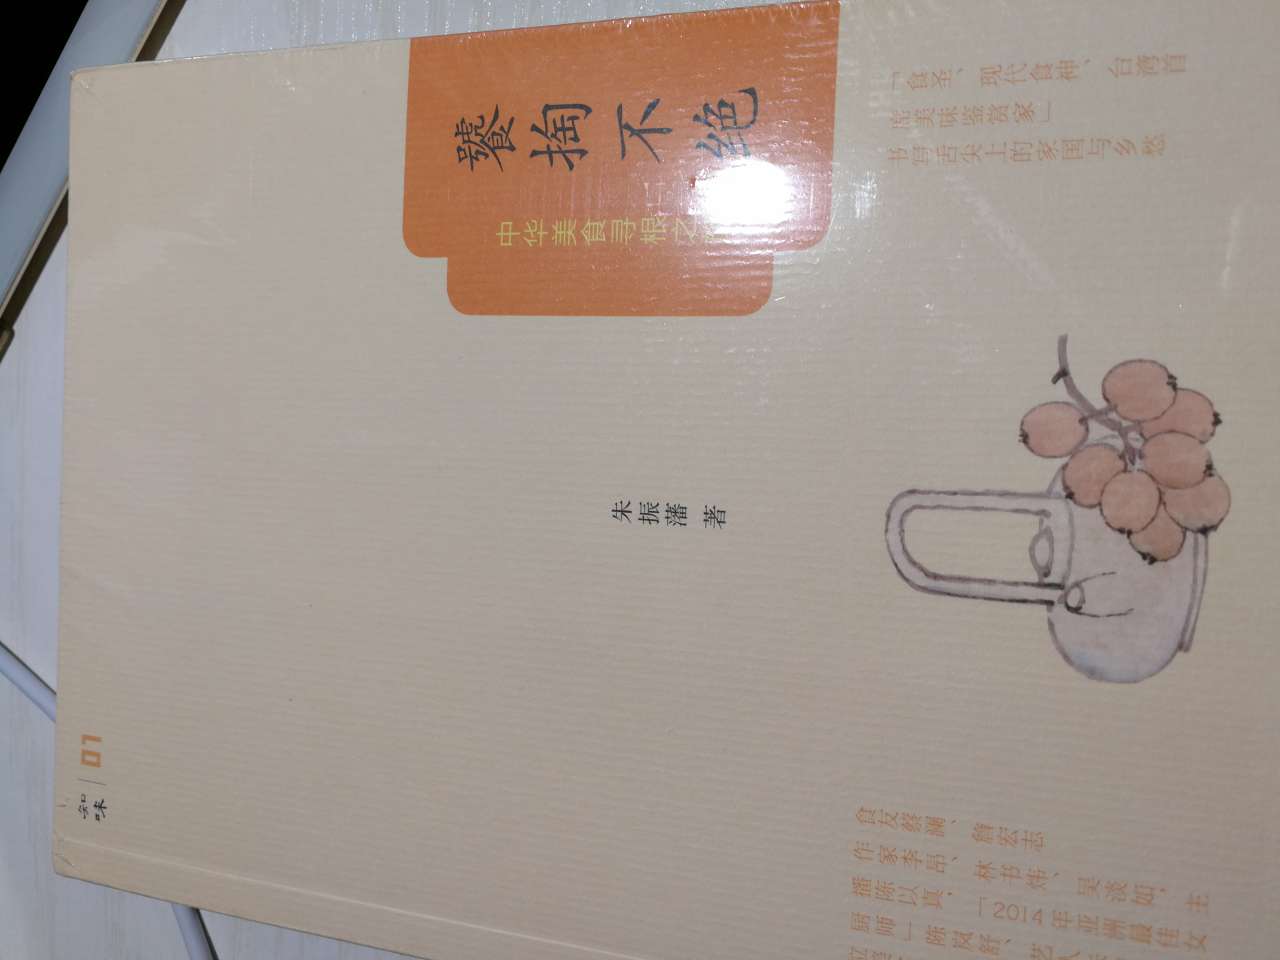 饕掏不绝
中华美食寻根之
「食圣、现代食神、台湾首
席美味鉴赏家」
书写舌尖上的家国与乡愁
朱振藩 著
知味 01
食友蔡澜、詹宏志
作家李昂、林书炜、吴淡如，主
播陈以真，「2014年亚洲最佳女
厨师」陈岚舒、艺